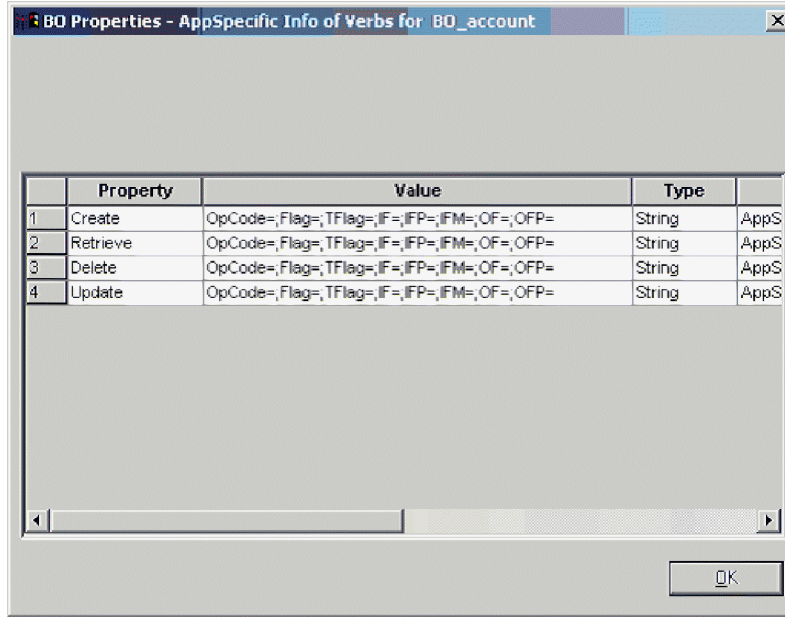 BO Properties - AppSpecific Info of Verbs for BO_account
Property Value Type
1 Create OpCode=;Flag=;TFlag=;IF=;IFP=;IFM=;OF=;OFP= String AppS
2 Retrieve OpCode=;Flag=;TFlag=;IF=;IFP=;IFM=;OF=;OFP= String AppS
3 Delete OpCode=;Flag=;TFlag=;IF=;IFP=;IFM=;OF=;OFP= String AppS
4 Update OpCode=;Flag=;TFlag=;IF=;IFP=;IFM=;OF=;OFP= String AppS
OK